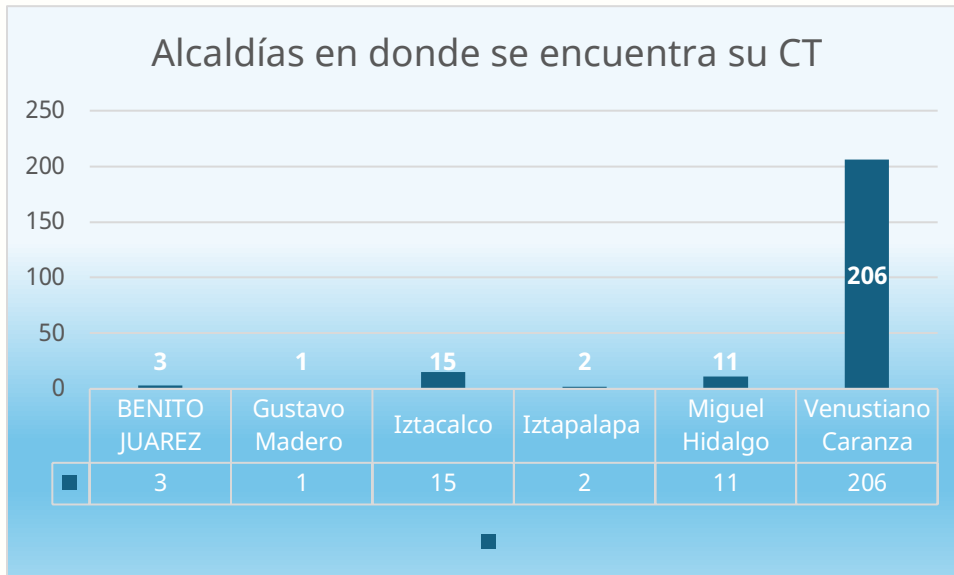 Alcaldías en donde se encuentra su CT
250
200
150
100
50
0
206
3 1 15 2 11
BENITO JUAREZ Gustavo Madero Iztacalco Iztapalapa Miguel Hidalgo Venustiano Caranza
3 1 15 2 11 206